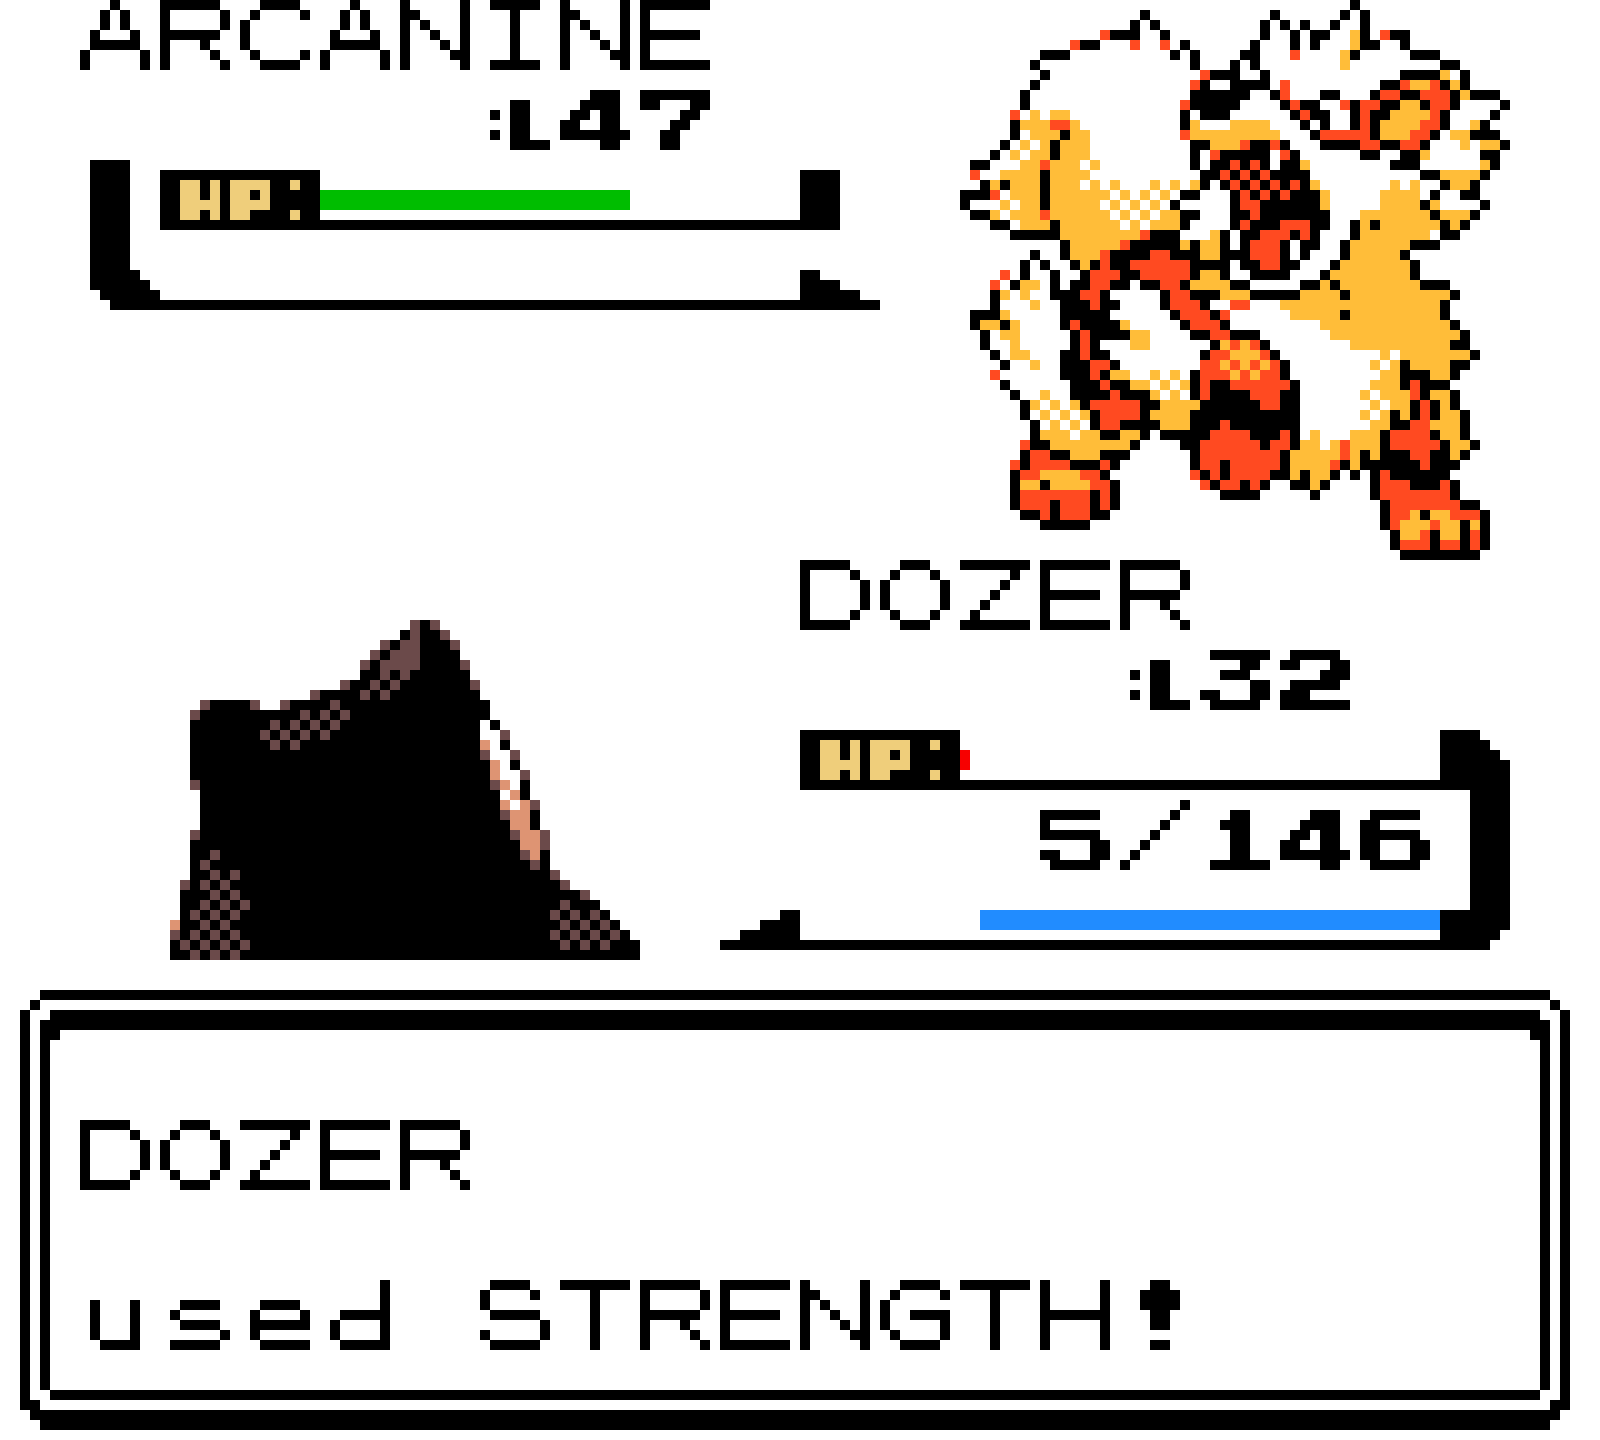 ARCANINE
:L47
HP:
DOZER
:L32
HP:
5/146
DOZER
used STRENGTH!